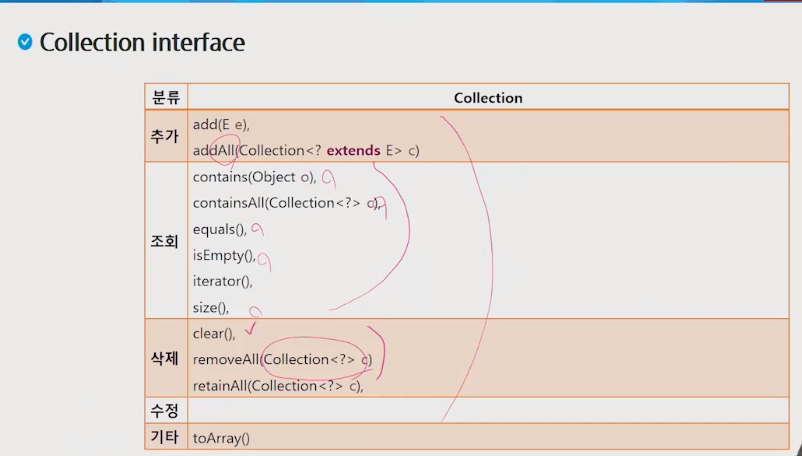 Collection interface
분류 Collection
추가
add(E e),
addAll(Collection<? extends E> c)
조회
contains(Object o),
containsAll(Collection<?> c),
equals(),
isEmpty(),
iterator(),
size(),
삭제
clear(),
removeAll(Collection<?> c)
retainAll(Collection<?> c),
수정
기타 toArray()